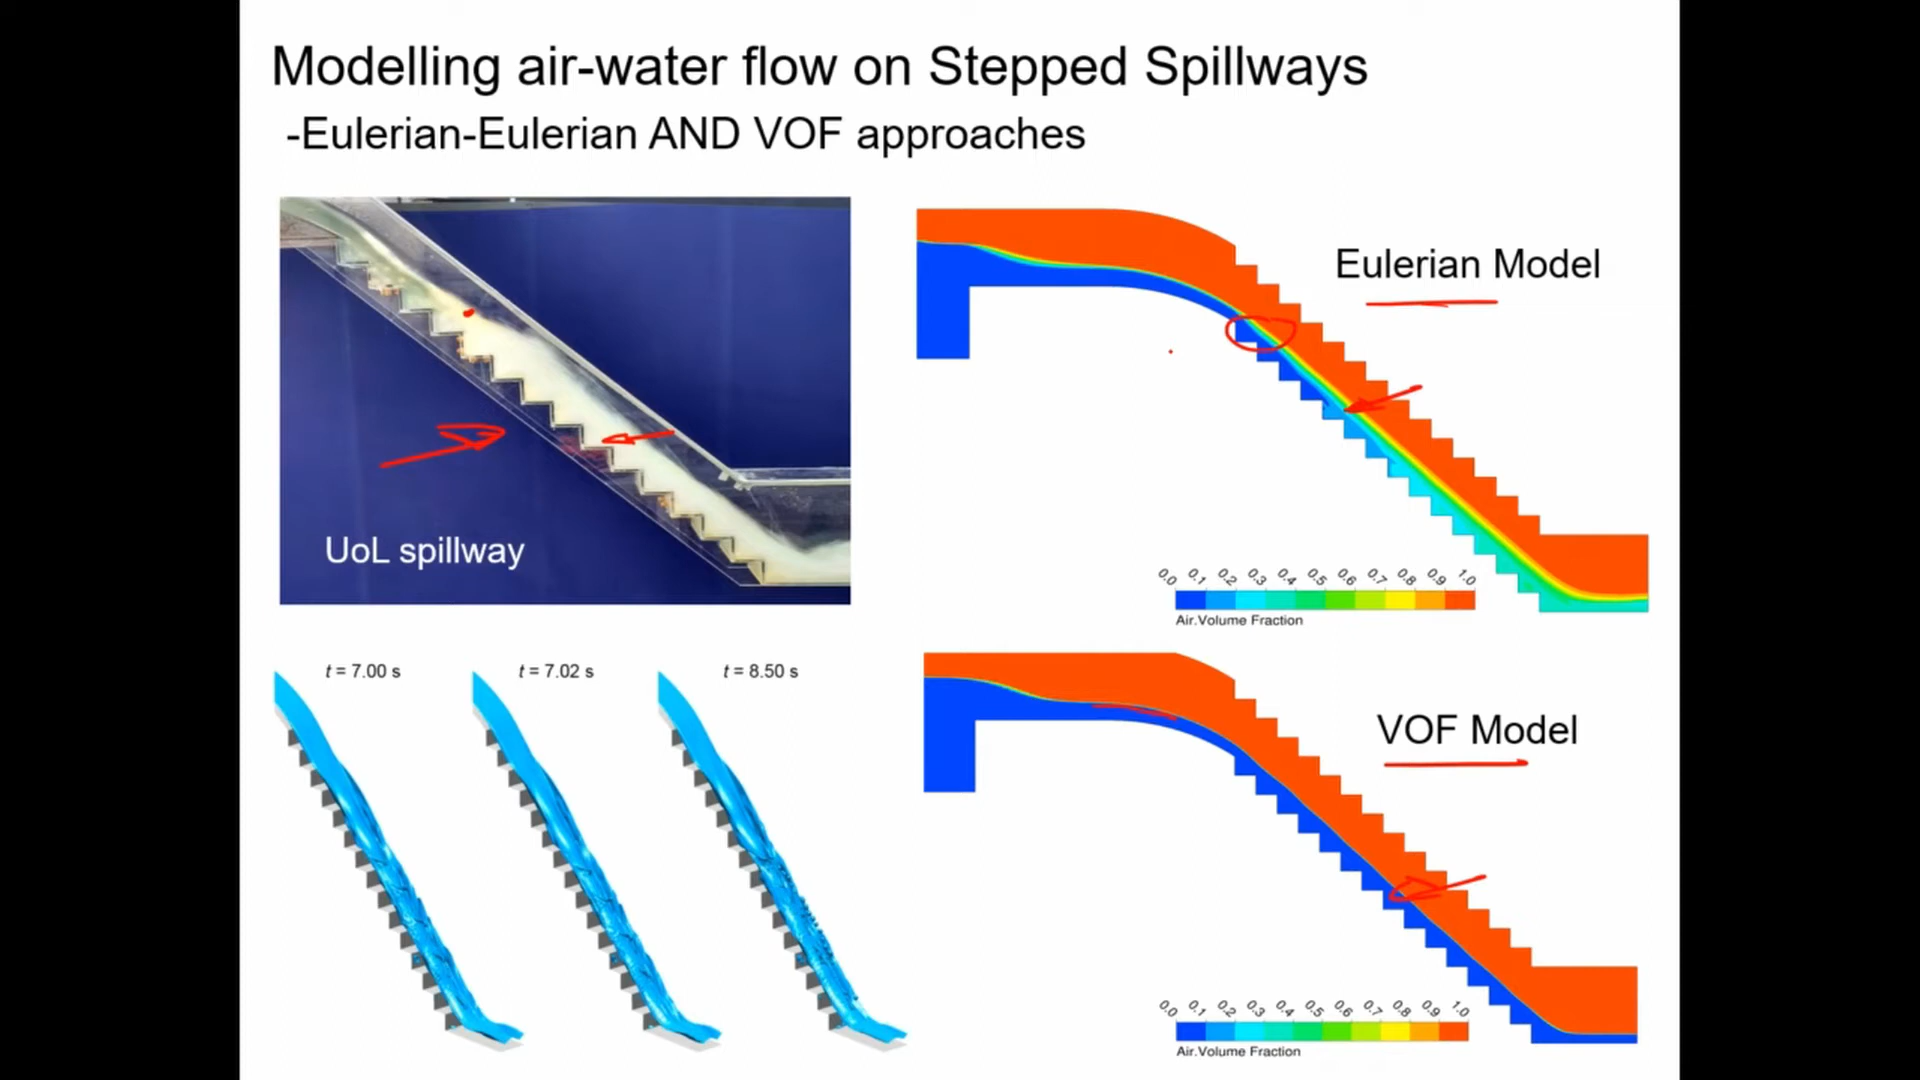 Modelling air-water flow on Stepped Spillways
-Eulerian-Eulerian AND VOF approaches
UoL spillway
Eulerian Model
0.0 0.1 0.2 0.3 0.4 0.5 0.6 0.7 0.8 0.9 1.0
Air.Volume Fraction
t = 7.00 s
t = 7.02 s
t = 8.50 s
VOF Model
0.0 0.1 0.2 0.3 0.4 0.5 0.6 0.7 0.8 0.9 1.0
Air.Volume Fraction